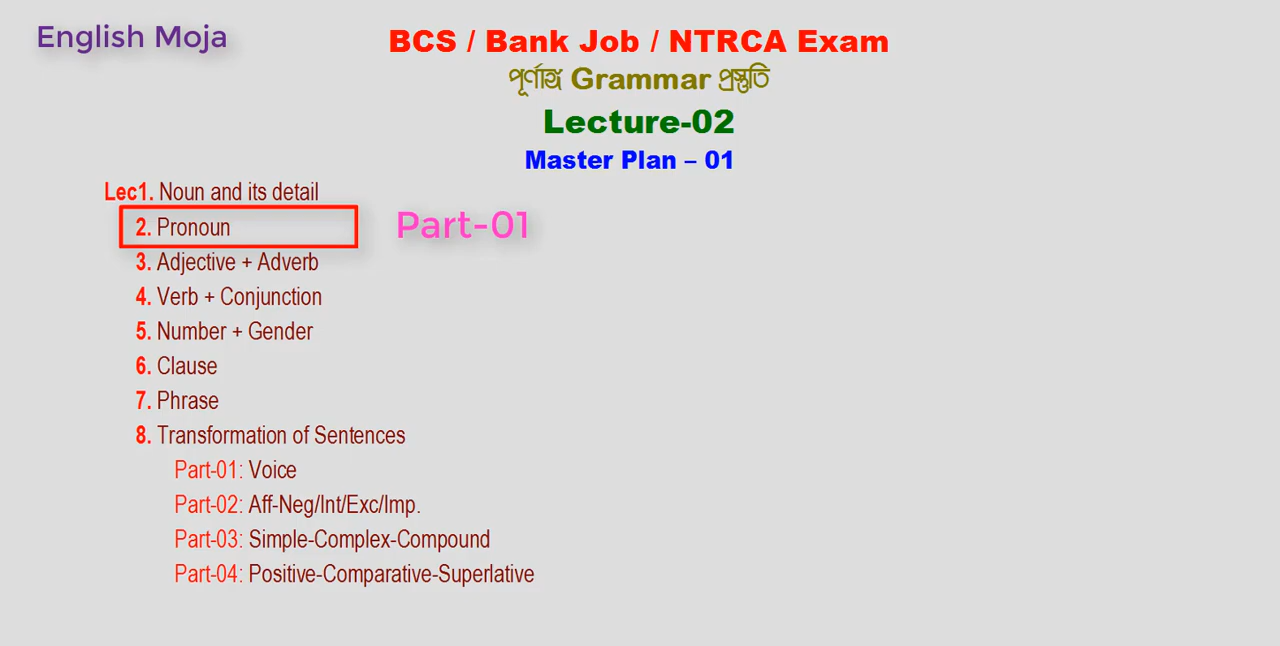 English Moja
BCS / Bank Job / NTRCA Exam
পূর্ণাঙ্গ Grammar প্রস্তুতি
Lecture-02
Master Plan – 01
Lec1. Noun and its detail
2. Pronoun Part-01
3. Adjective + Adverb
4. Verb + Conjunction
5. Number + Gender
6. Clause
7. Phrase
8. Transformation of Sentences
Part-01: Voice
Part-02: Aff-Neg/Int/Exc/Imp.
Part-03: Simple-Complex-Compound
Part-04: Positive-Comparative-Superlative